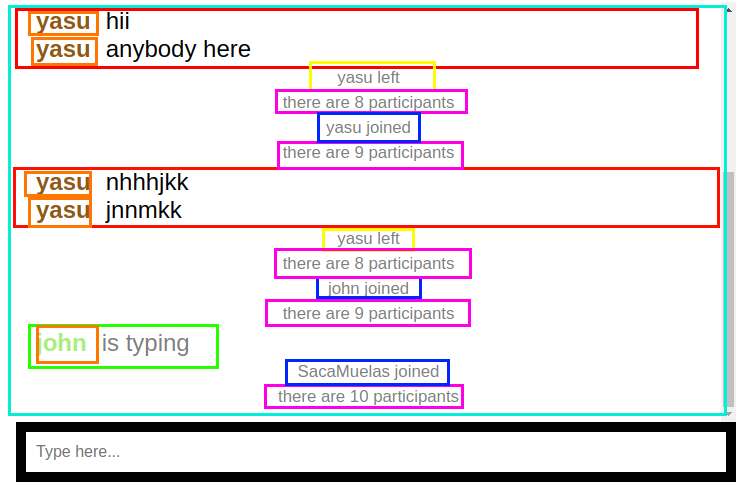 yasu hii
yasu anybody here
yasu left
there are 8 participants
yasu joined
there are 9 participants
yasu nhhhjkk
yasu jnnmkk
yasu left
there are 8 participants
john joined
there are 9 participants
john is typing
SacaMuelas joined
there are 10 participants
Type here...